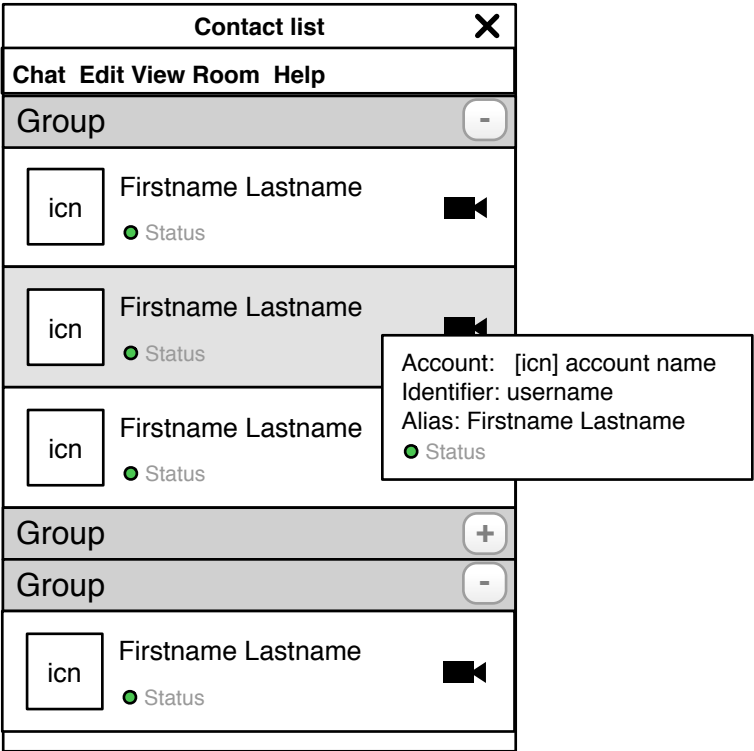 Contact list
Chat Edit View Room Help
Group -
icn
Firstname Lastname
Status
icn
Firstname Lastname
Status
Account: [icn] account name
Identifier: username
Alias: Firstname Lastname
Status
icn
Firstname Lastname
Status
Group +
Group -
icn
Firstname Lastname
Status